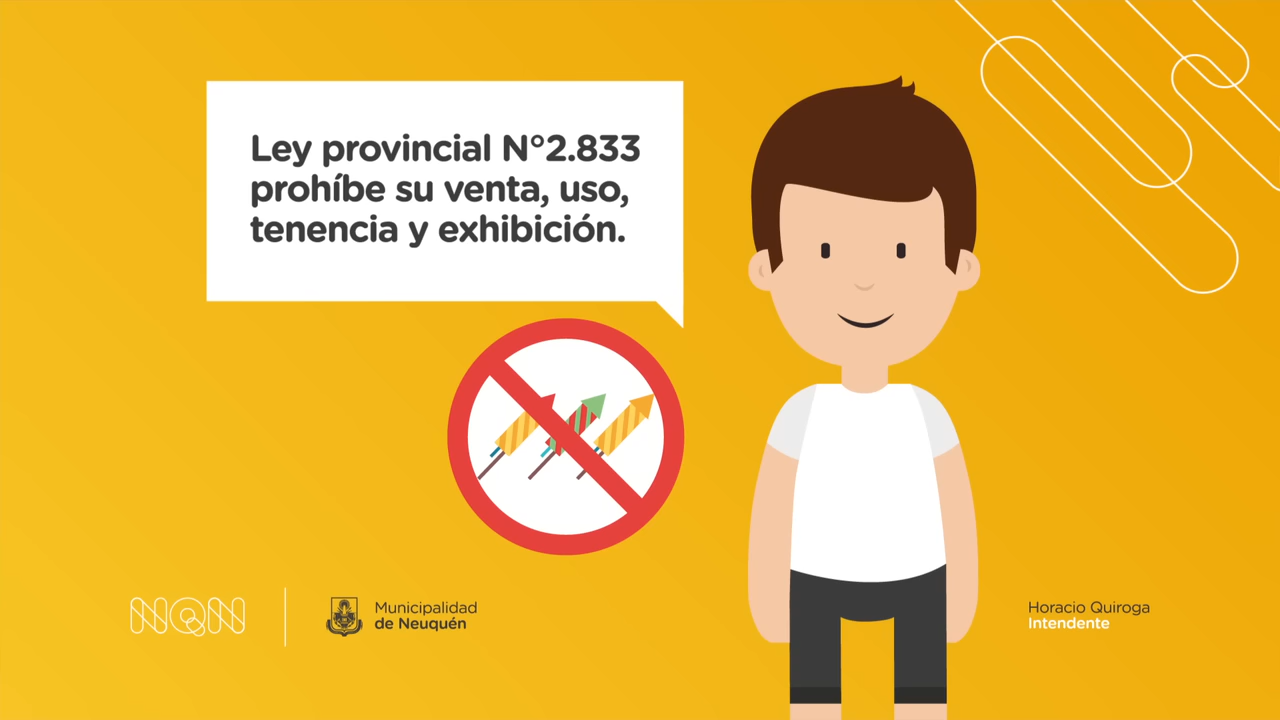 Ley provincial N°2.833
prohíbe su venta, uso,
tenencia y exhibición.
NQN
Municipalidad
de Neuquén
Horacio Quiroga
Intendente